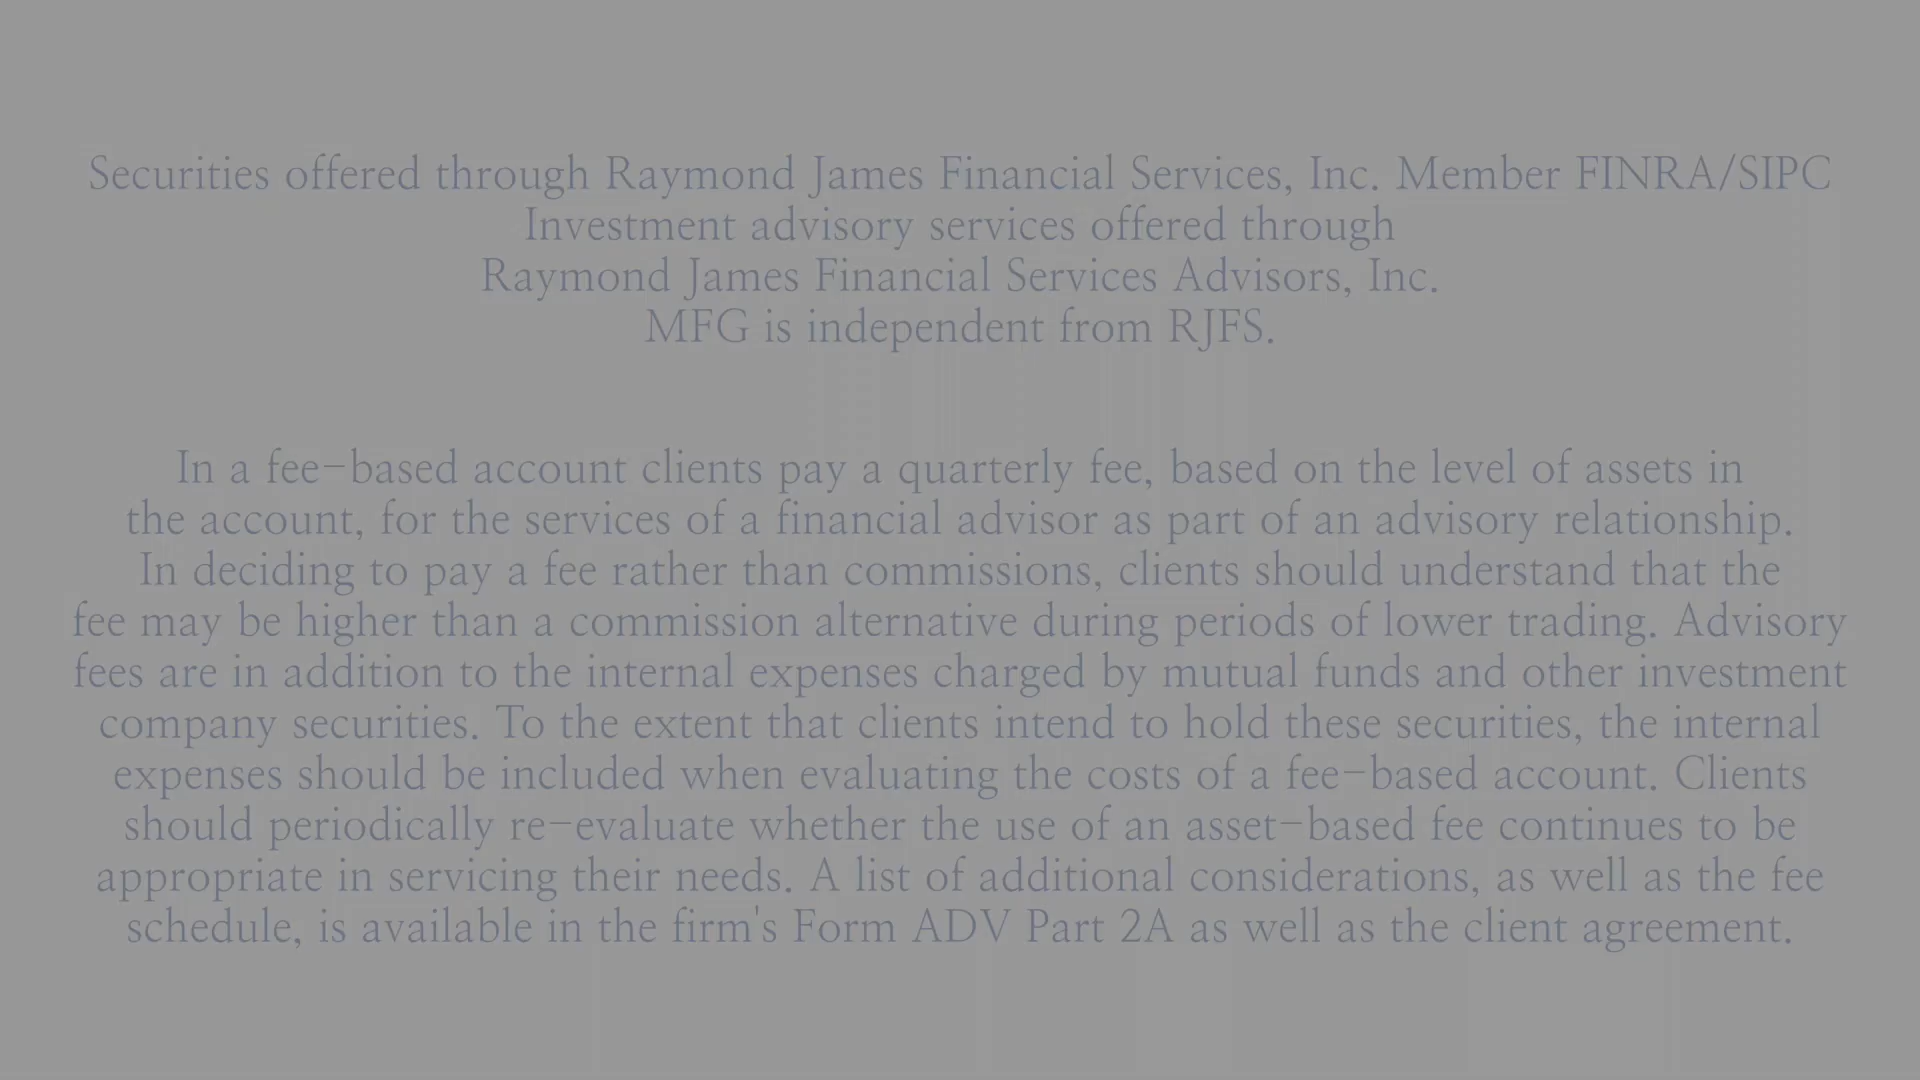 Securities offered through Raymond James Financial Services, Inc. Member FINRA/SIPC
Investment advisory services offered through
Raymond James Financial Services Advisors, Inc.
MFG is independent from RJFS.
In a fee-based account clients pay a quarterly fee, based on the level of assets in
the account, for the services of a financial advisor as part of an advisory relationship.
In deciding to pay a fee rather than commissions, clients should understand that the
fee may be higher than a commission alternative during periods of lower trading. Advisory
fees are in addition to the internal expenses charged by mutual funds and other investment
company securities. To the extent that clients intend to hold these securities, the internal
expenses should be included when evaluating the costs of a fee-based account. Clients
should periodically re-evaluate whether the use of an asset-based fee continues to be
appropriate in servicing their needs. A list of additional considerations, as well as the fee
schedule, is available in the firm's Form ADV Part 2A as well as the client agreement.